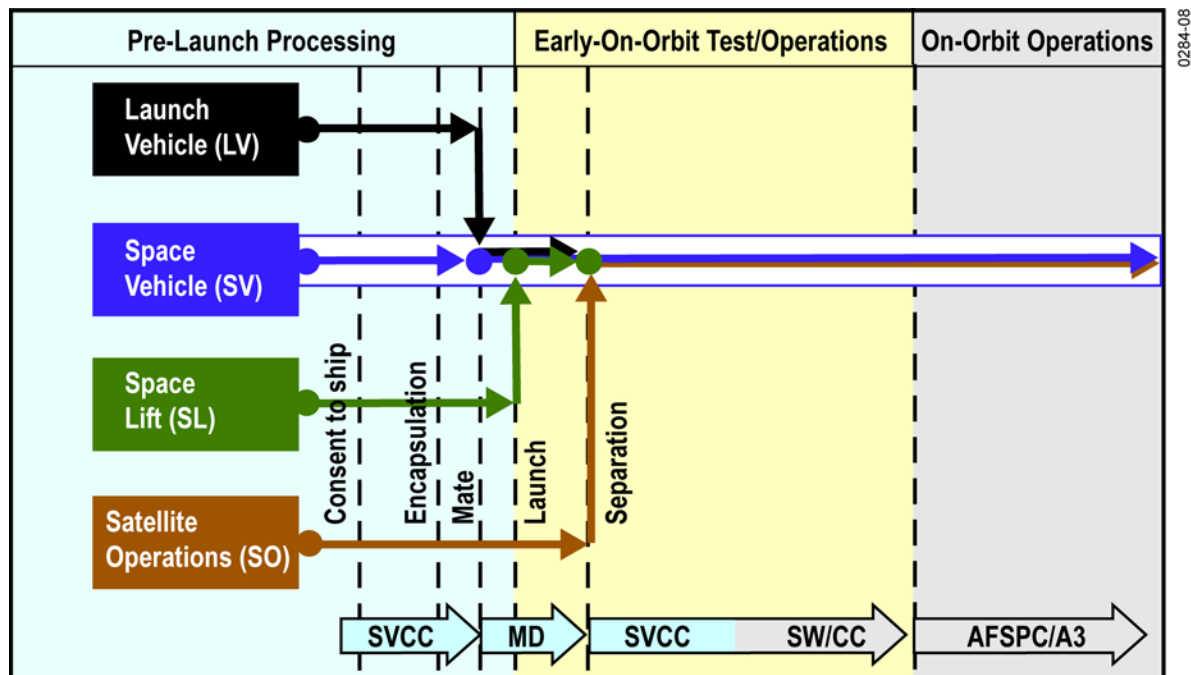 Pre-Launch Processing
Early-On-Orbit Test/Operations
On-Orbit Operations
0284-08
Launch
Vehicle (LV)
Space
Vehicle (SV)
Space
Lift (SL)
Satellite
Operations (SO)
Consent to ship
Encapsulation
Mate
Launch
Separation
SVCC
MD
SVCC
SW/CC
AFSPC/A3